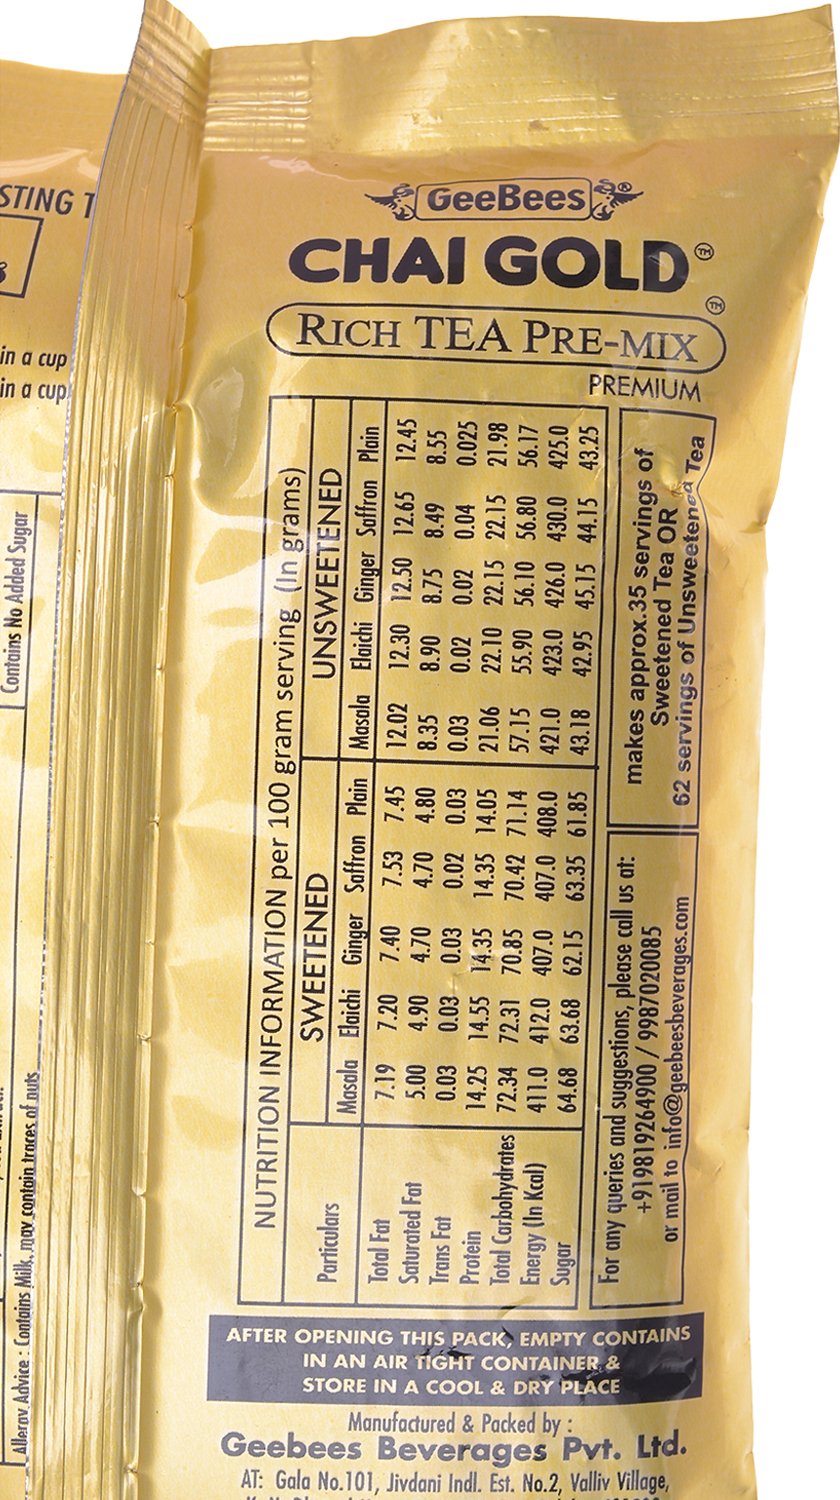 STING T
in a cup
in a cup
Contains No Added Sugar
Allergy Advice : Contains Milk, may contain traces of nuts
GeeBees®
CHAI GOLD™
RICH TEA PRE-MIX™
PREMIUM
NUTRITION INFORMATION per 100 gram serving (In grams)
Particulars SWEETENED UNSWEETENED
Masala Elaichi Ginger Saffron Plain Masala Elaichi Ginger Saffron Plain
Total Fat 7.19 7.20 7.40 7.53 7.45 12.02 12.30 12.50 12.65 12.45
Saturated Fat 5.00 4.90 4.70 4.70 4.80 8.35 8.90 8.75 8.49 8.55
Trans Fat 0.03 0.03 0.03 0.02 0.03 0.03 0.02 0.02 0.04 0.025
Protein 14.25 14.55 14.35 14.35 14.05 21.06 22.10 22.15 22.15 21.98
Total Carbohydrates 72.34 72.31 70.85 70.42 71.14 57.15 55.90 56.10 56.80 56.17
Energy (In Kcal) 411.0 412.0 407.0 407.0 408.0 421.0 423.0 426.0 430.0 425.0
Sugar 64.68 63.68 62.15 63.35 61.85 43.18 42.95 45.15 44.15 43.25
For any queries and suggestions, please call us at:
+919819264900 / 9987020085
or mail to info@geebeesbeverages.com
makes approx.35 servings of
Sweetened Tea OR
62 servings of Unsweetened Tea
AFTER OPENING THIS PACK, EMPTY CONTAINS
IN AN AIR TIGHT CONTAINER &
STORE IN A COOL & DRY PLACE
Manufactured & Packed by :
Geebees Beverages Pvt. Ltd.
AT: Gala No.101, Jivdani Indl. Est. No.2, Valliv Village,